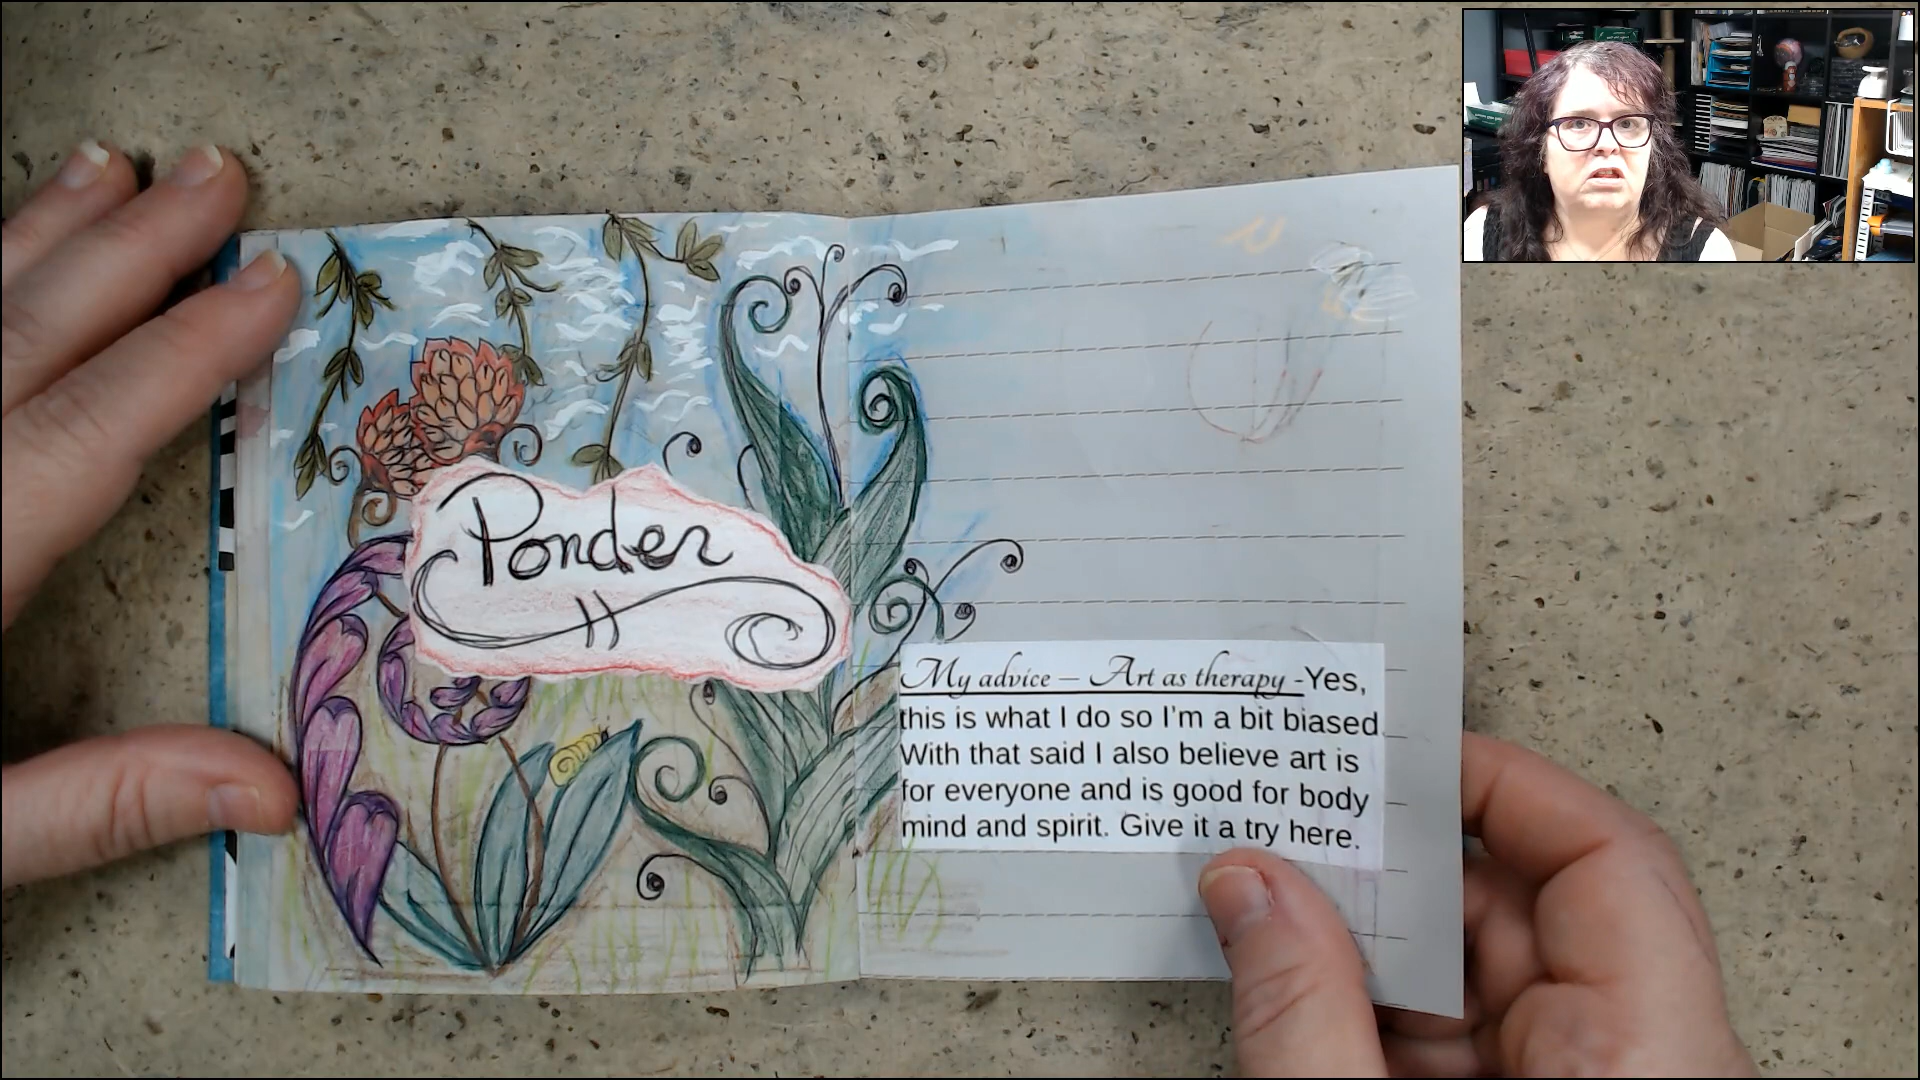 Ponder
My advice – Art as therapy -Yes,
this is what I do so I'm a bit biased.
With that said I also believe art is
for everyone and is good for body
mind and spirit. Give it a try here.